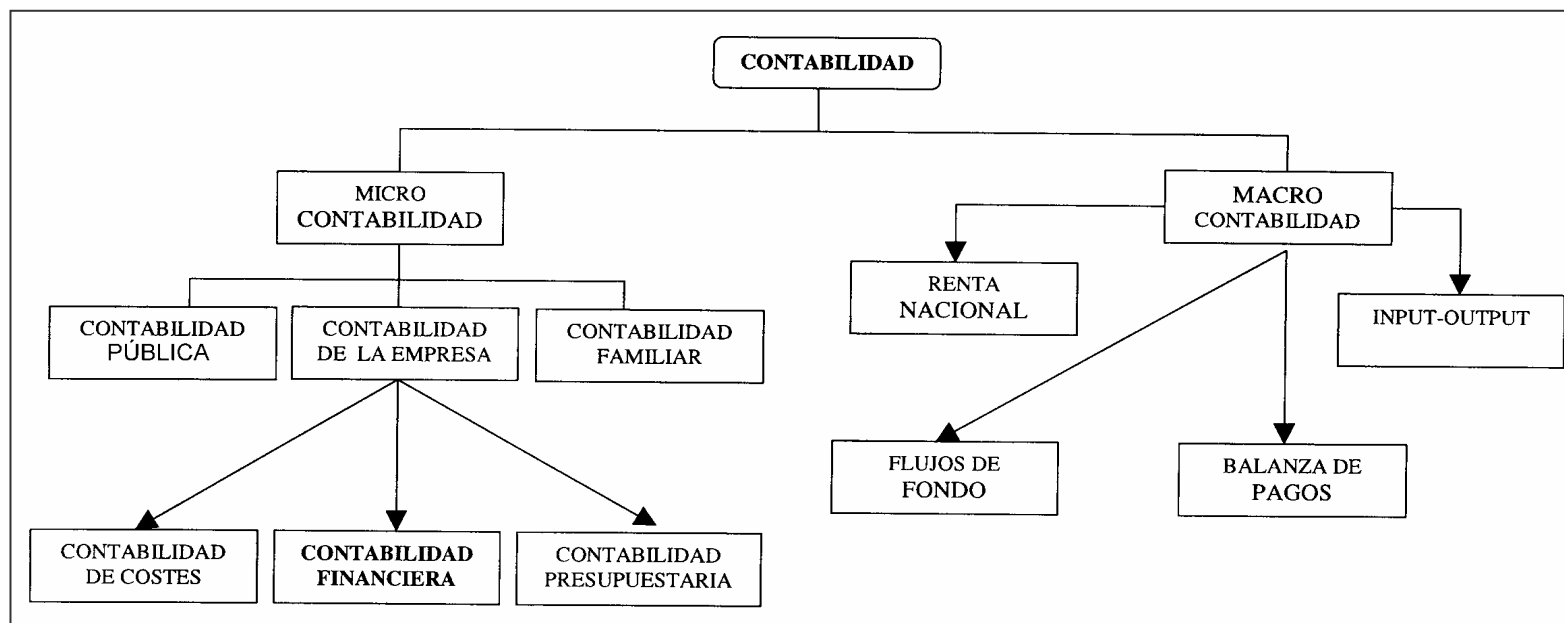 CONTABILIDAD
MICRO
CONTABILIDAD
MACRO
CONTABILIDAD
RENTA
NACIONAL
INPUT-OUTPUT
CONTABILIDAD
PÚBLICA
CONTABILIDAD
DE LA EMPRESA
CONTABILIDAD
FAMILIAR
FLUJOS DE
FONDO
BALANZA DE
PAGOS
CONTABILIDAD
DE COSTES
CONTABILIDAD
FINANCIERA
CONTABILIDAD
PRESUPUESTARIA